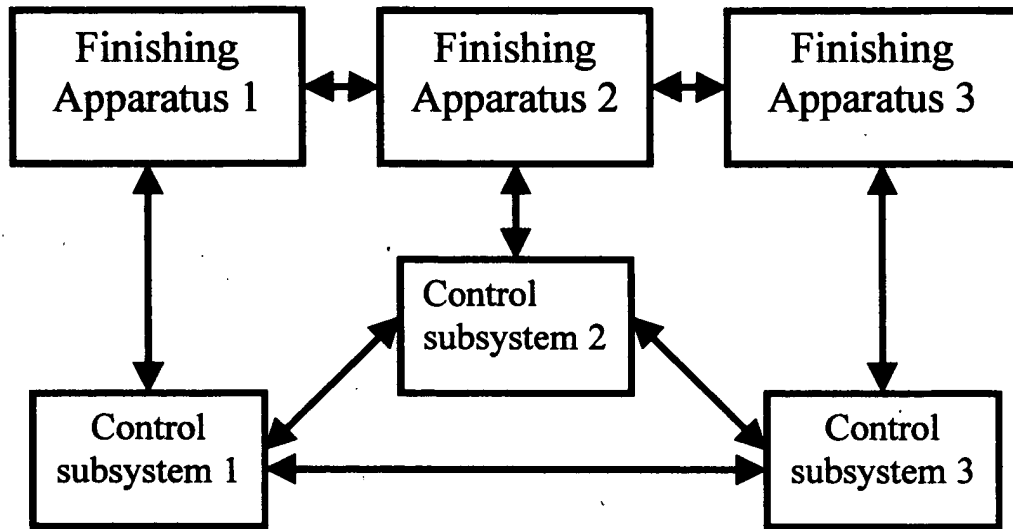 Finishing
Apparatus 1
Finishing
Apparatus 2
Finishing
Apparatus 3
Control
subsystem 2
Control
subsystem 1
Control
subsystem 3